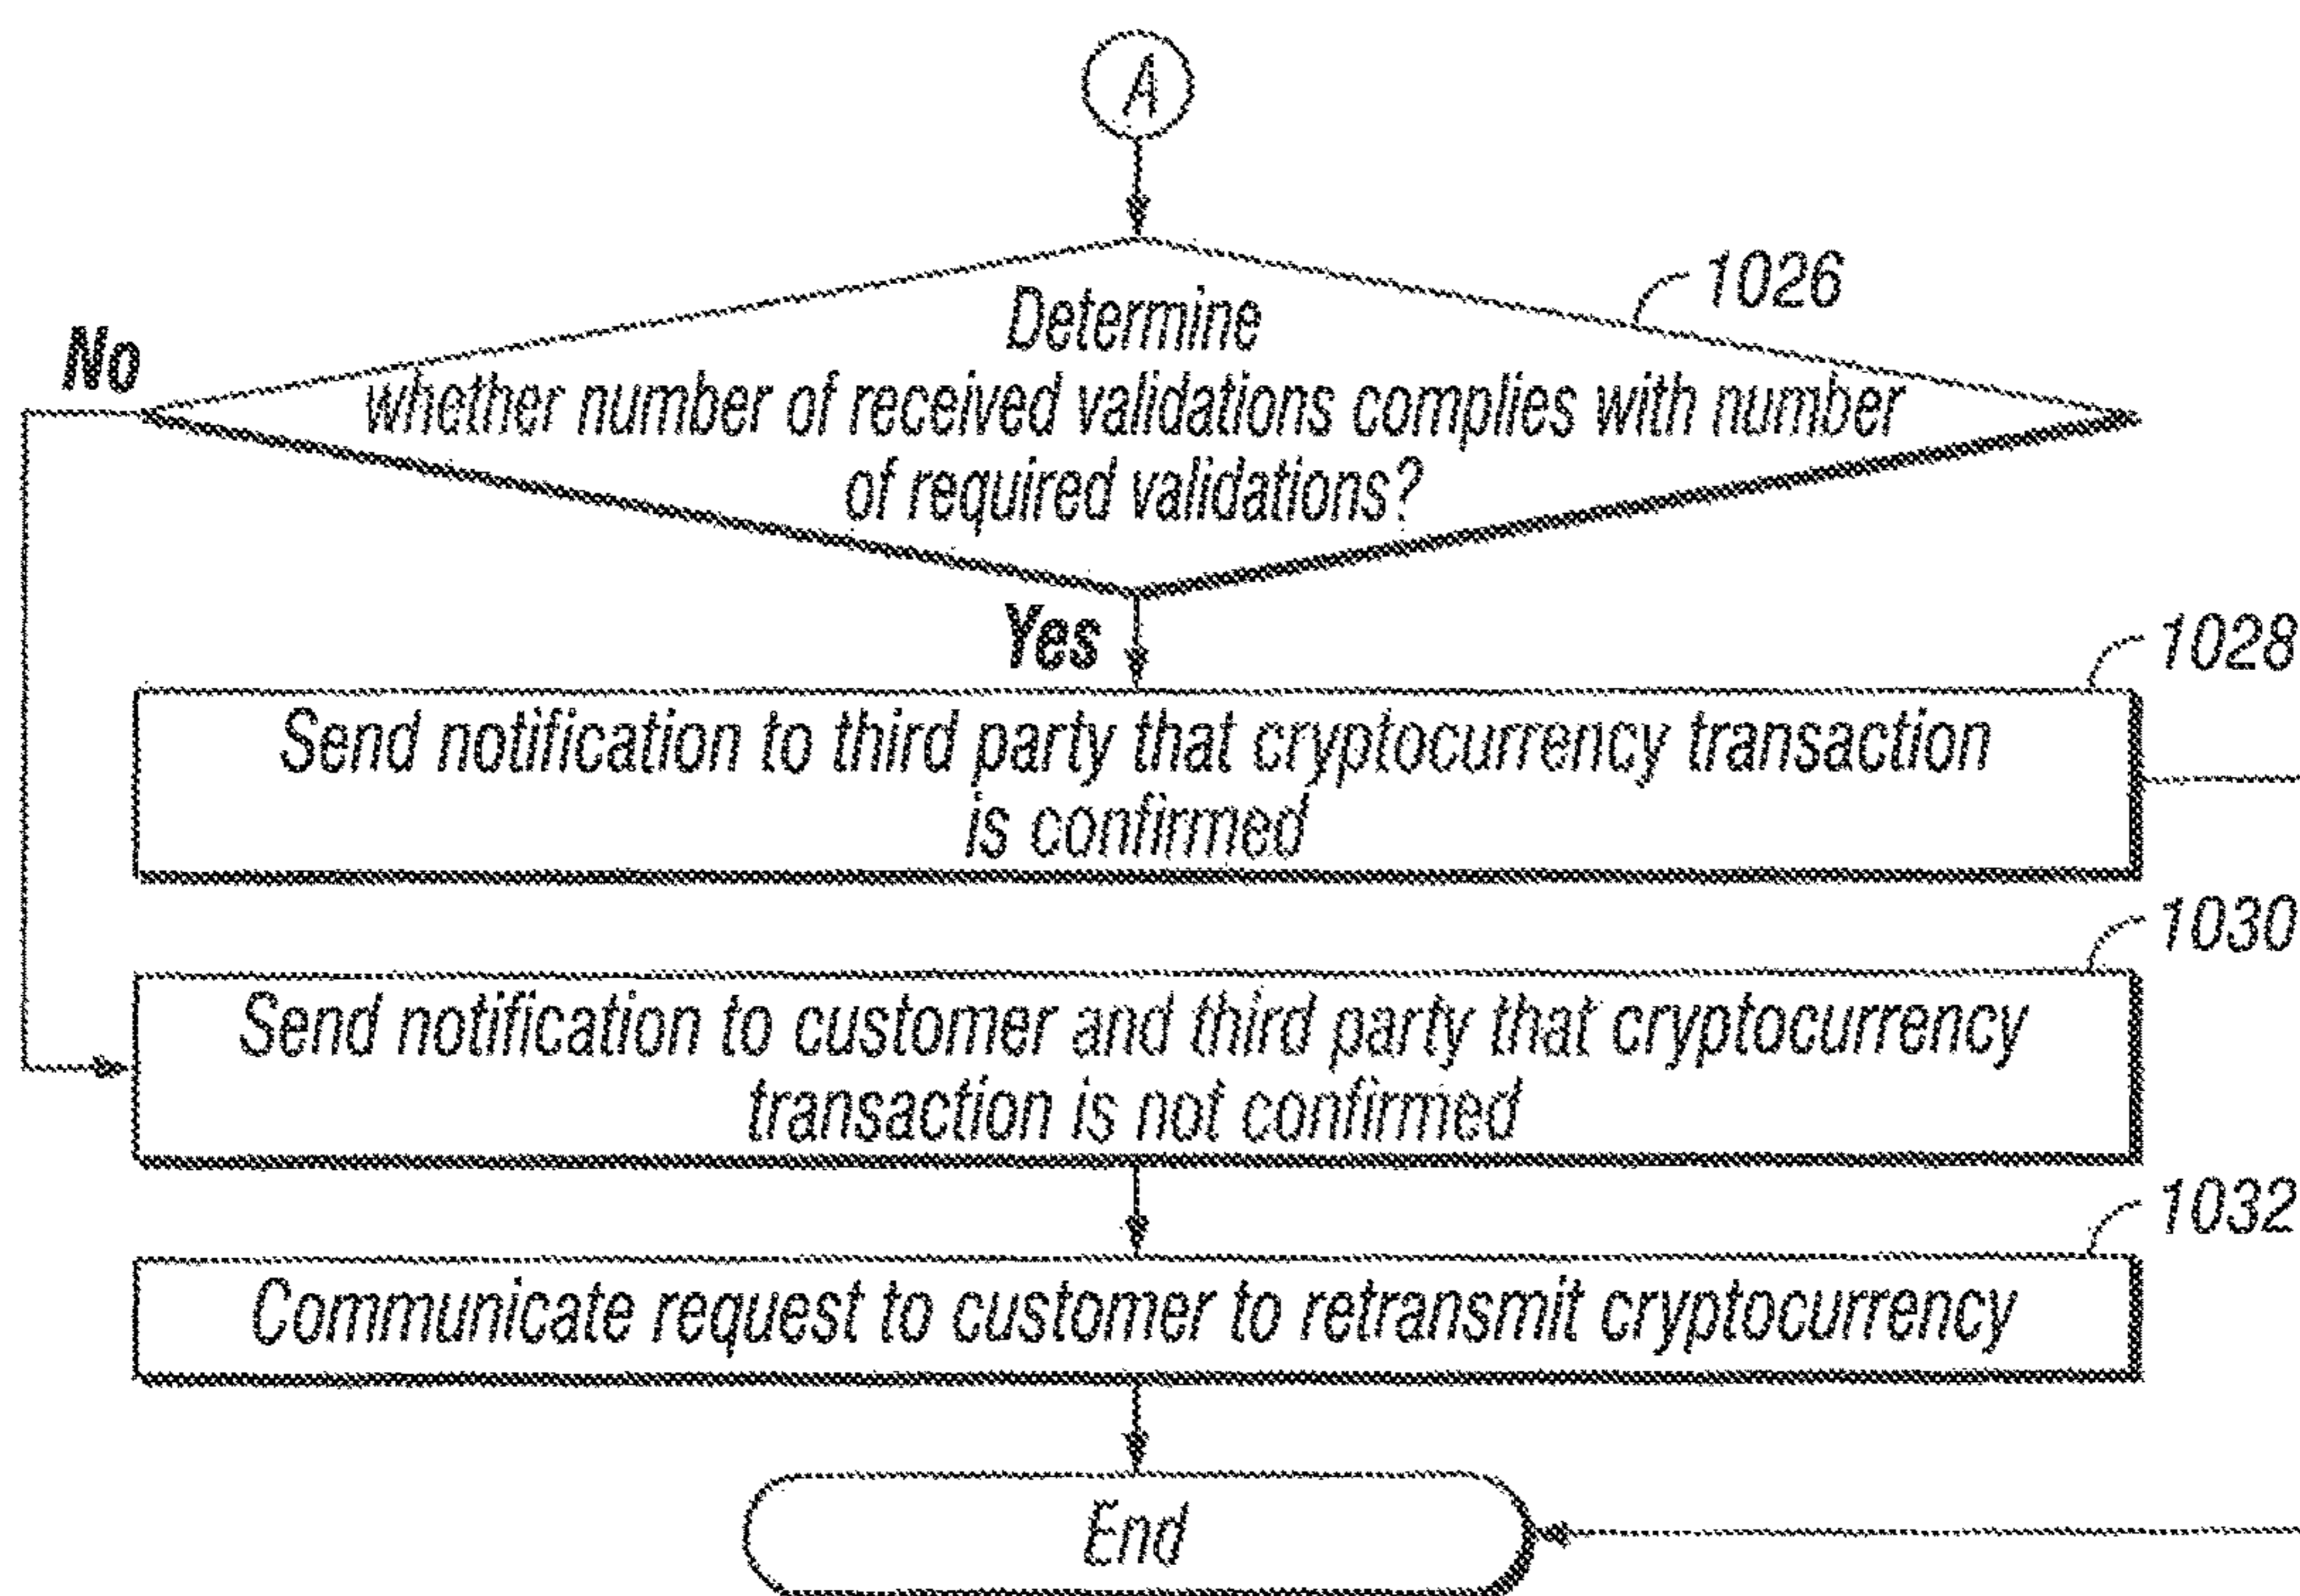 A
1026
No
Determine
whether number of received validations complies with number
of required validations?
Yes
1028
Send notification to third party that cryptocurrency transaction
is confirmed
1030
Send notification to customer and third party that cryptocurrency
transaction is not confirmed
1032
Communicate request to customer to retransmit cryptocurrency
End